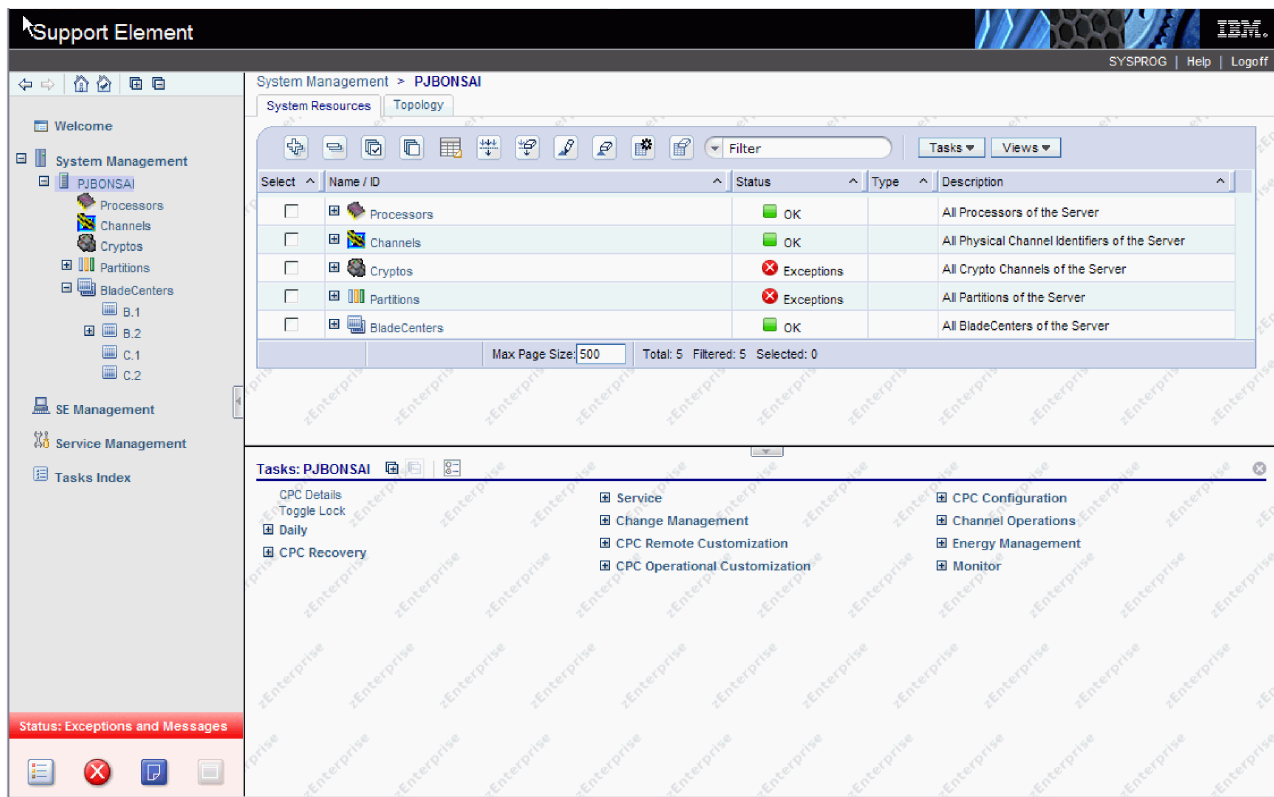 Support Element
IBM.
SYSPROG | Help | Logoff
System Management > PJBONSAI
System Resources
Topology
Welcome
System Management
PJBONSAI
Processors
Channels
Cryptos
Partitions
BladeCenters
B.1
B.2
C.1
C.2
SE Management
Service Management
Tasks Index
Filter
Tasks
Views
Select Name / ID Status Type Description
Processors OK All Processors of the Server
Channels OK All Physical Channel Identifiers of the Server
Cryptos Exceptions All Crypto Channels of the Server
Partitions Exceptions All Partitions of the Server
BladeCenters OK All BladeCenters of the Server
Max Page Size: 500 Total: 5 Filtered: 5 Selected: 0
zEnterprise
Tasks: PJBONSAI
CPC Details
Toggle Lock
Daily
CPC Recovery
Service
Change Management
CPC Remote Customization
CPC Operational Customization
CPC Configuration
Channel Operations
Energy Management
Monitor
Status: Exceptions and Messages